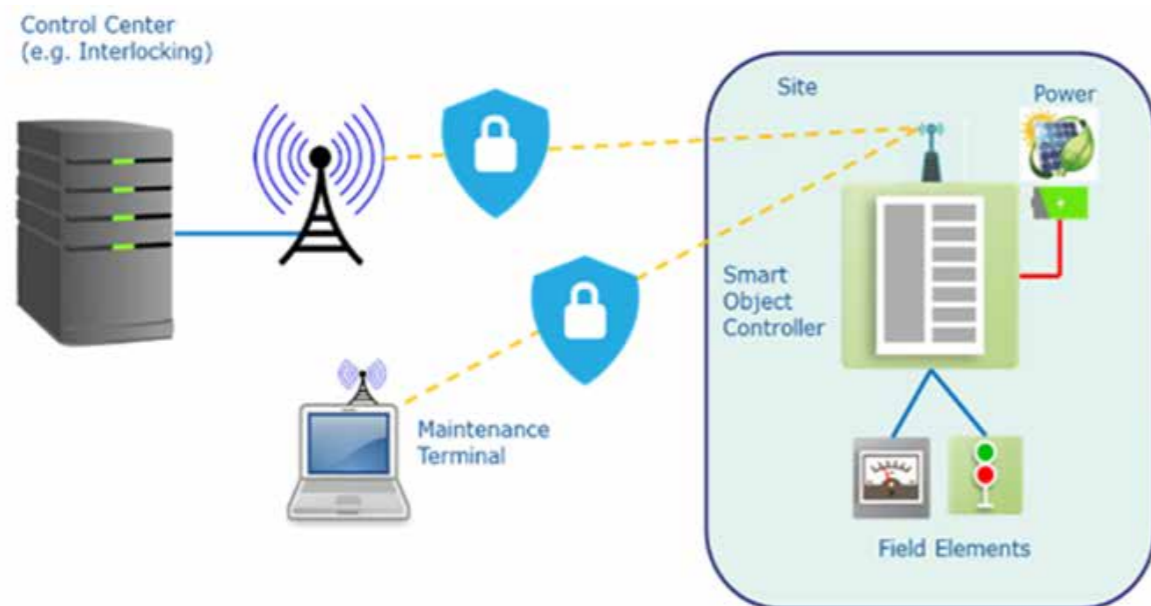 Control Center
(e.g. Interlocking)
Site
Power
Smart
Object
Controller
Maintenance
Terminal
Field Elements